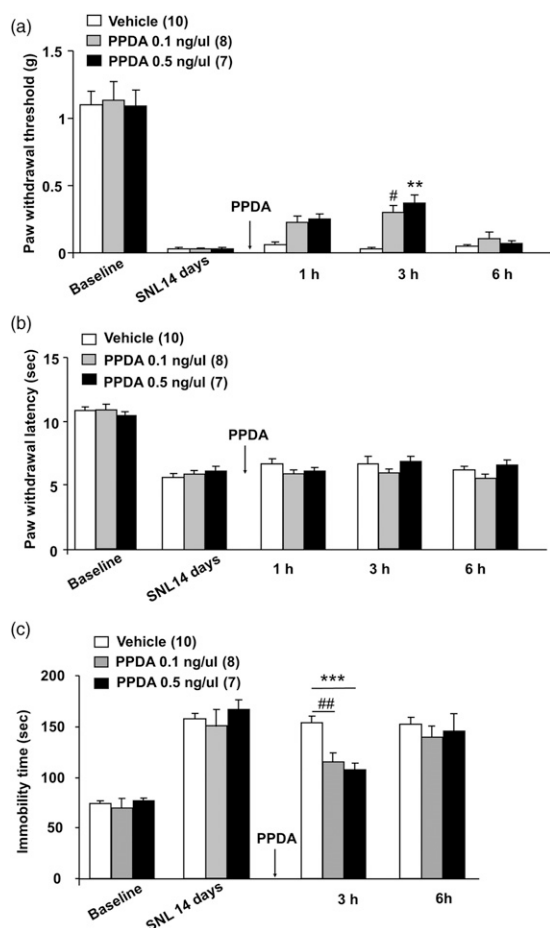 (a)
Vehicle (10)
PPDA 0.1 ng/ul (8)
PPDA 0.5 ng/ul (7)
Paw withdrawal threshold (g)
1.5
1
0.5
0
PPDA
#
**
Baseline
SNL14 days
1 h
3 h
6 h
(b)
Vehicle (10)
PPDA 0.1 ng/ul (8)
PPDA 0.5 ng/ul (7)
Paw withdrawal latency (sec)
15
10
5
0
PPDA
Baseline
SNL14 days
1 h
3 h
6 h
(c)
Vehicle (10)
PPDA 0.1 ng/ul (8)
PPDA 0.5 ng/ul (7)
Immobility time (sec)
200
150
100
50
0
***
##
PPDA
Baseline
SNL 14 days
3 h
6h